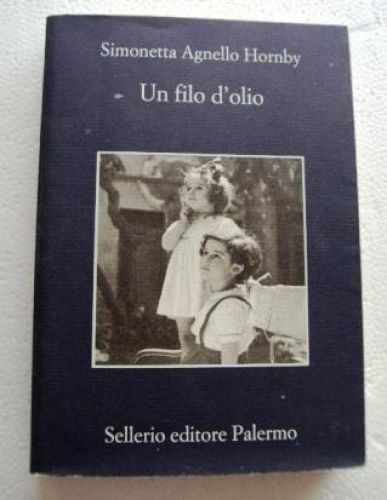 Simonetta Agnello Hornby
Un filo d'olio
Sellerio editore Palermo